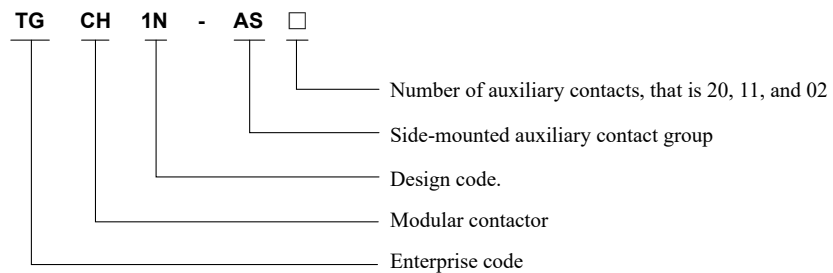 TG CH 1N - AS □
Number of auxiliary contacts, that is 20, 11, and 02
Side-mounted auxiliary contact group
Design code.
Modular contactor
Enterprise code